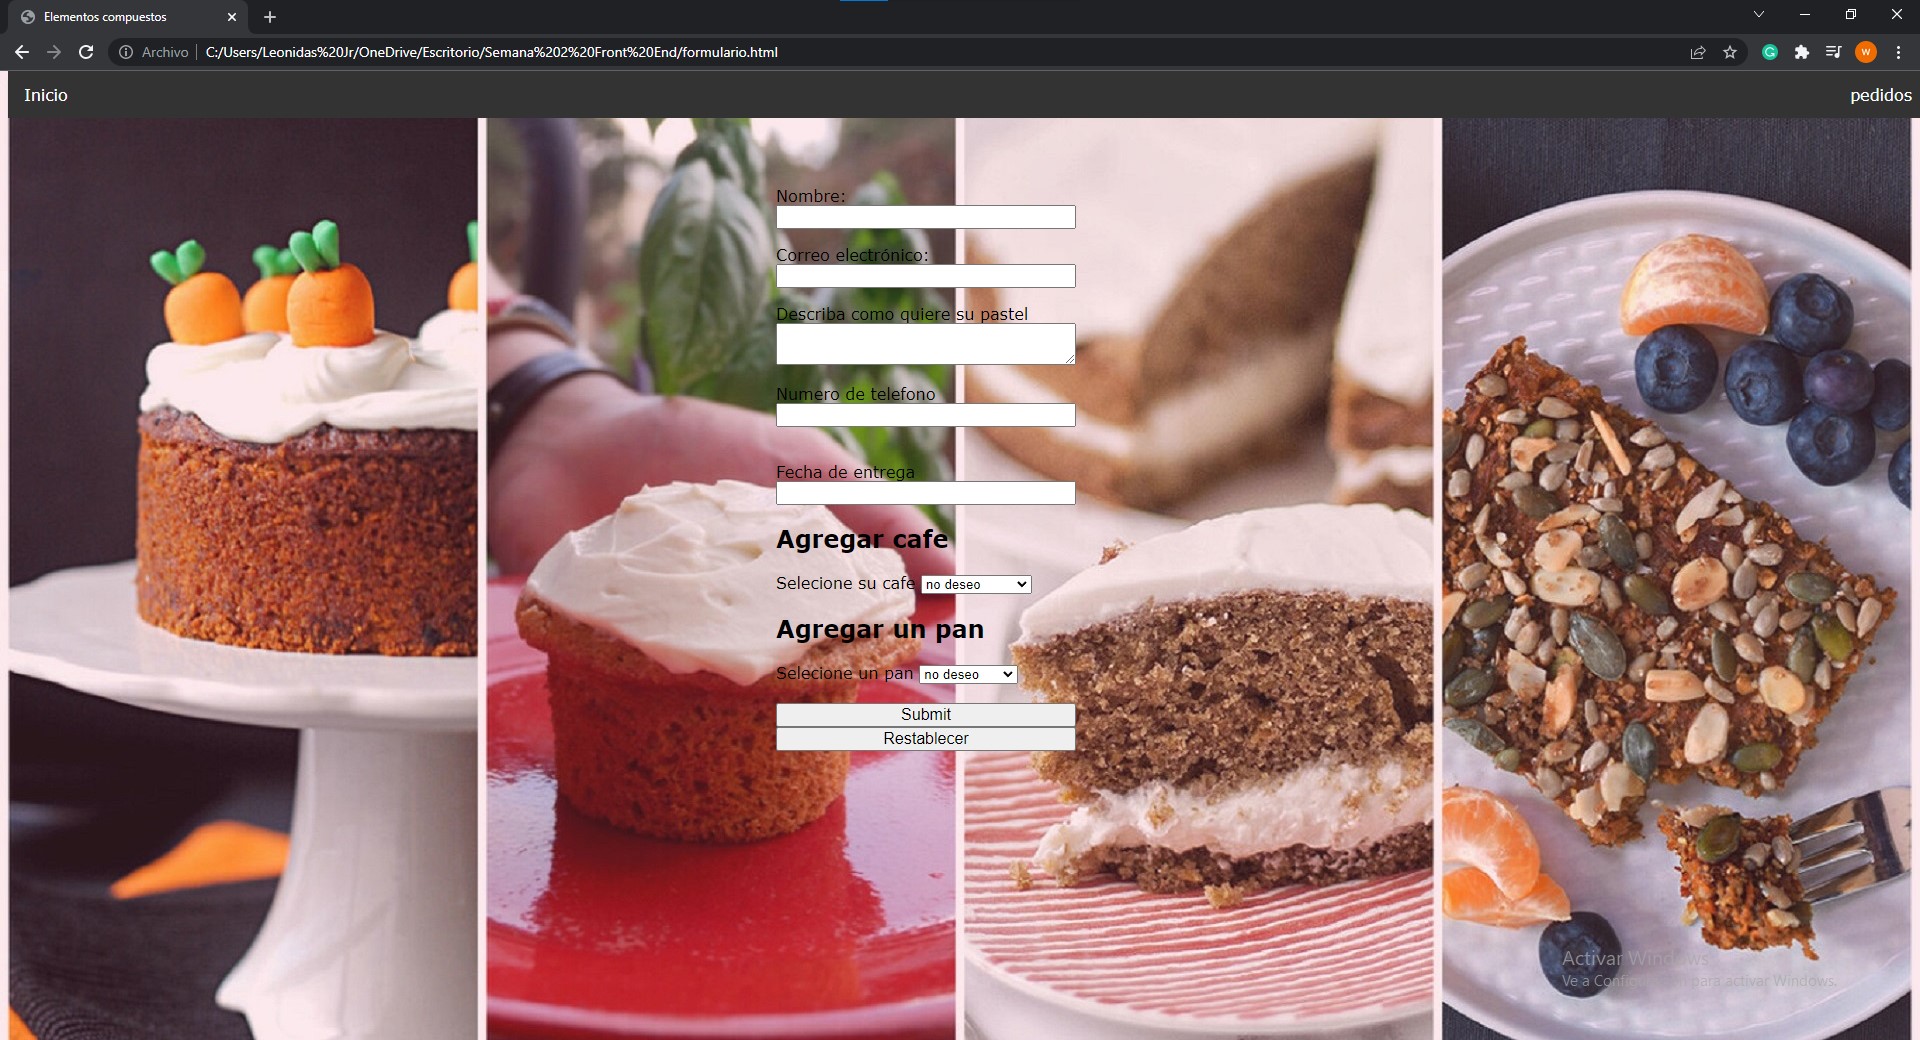 Elementos compuestos
Archivo
C:/Users/Leonidas%20Jr/OneDrive/Escritorio/Semana%202%20Front%20End/formulario.html
W
Inicio
pedidos
Nombre:
Correo electrónico:
Describa como quiere su pastel
Numero de telefono
Fecha de entrega
Agregar cafe
Selecione su cafe no deseo
Agregar un pan
Selecione un pan no deseo
Submit
Restablecer
Activar Windows
Ve a Configuración para activar Windows.